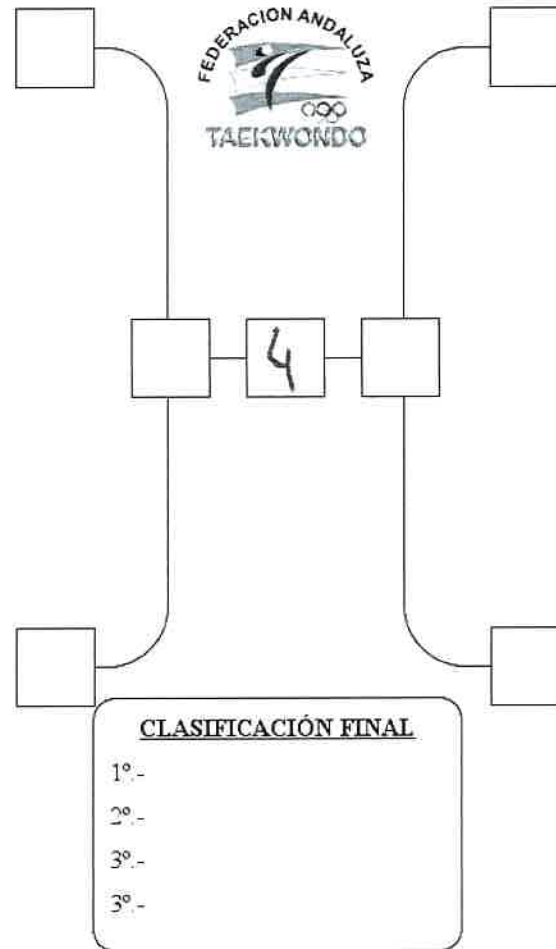 FEDERACION ANDALUZA
TAEKWONDO
4
CLASIFICACIÓN FINAL
1º.-
2º.-
3º.-
3º.-